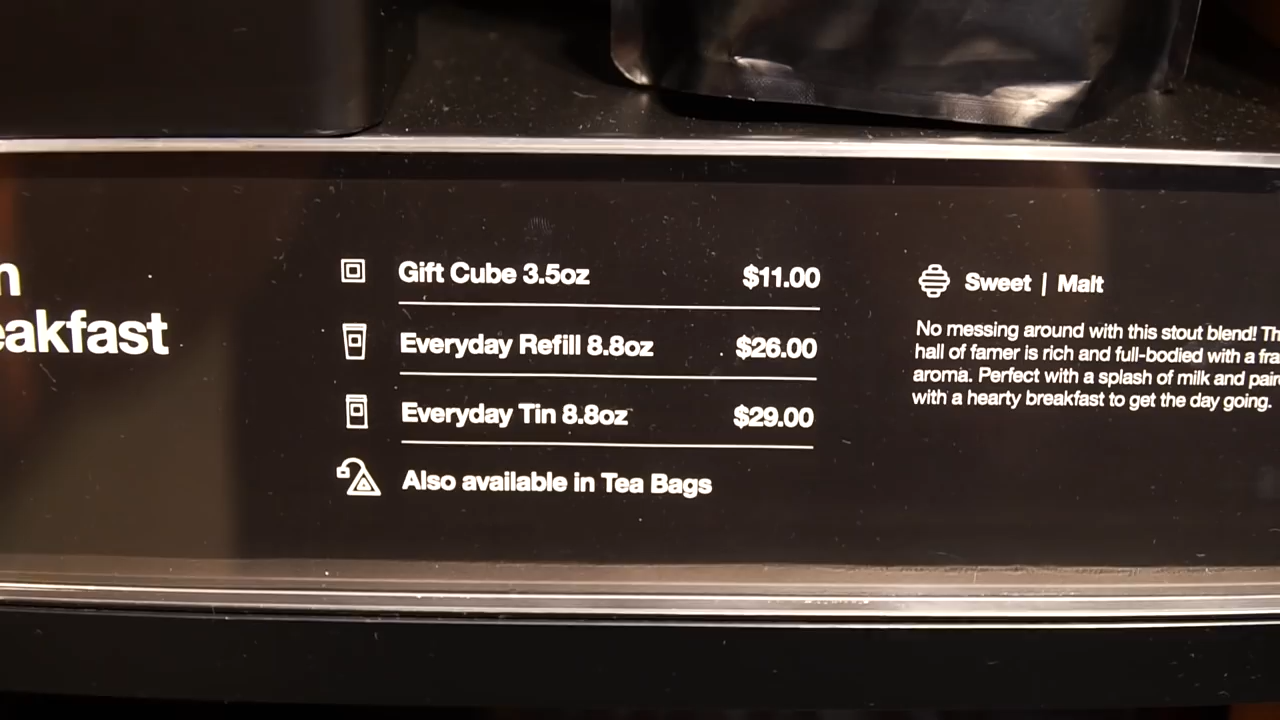 n
eakfast
Gift Cube 3.5oz $11.00
Everyday Refill 8.8oz $26.00
Everyday Tin 8.8oz $29.00
Also available in Tea Bags
Sweet | Malt
No messing around with this stout blend! Th
hall of famer is rich and full-bodied with a fra
aroma. Perfect with a splash of milk and pair
with a hearty breakfast to get the day going.